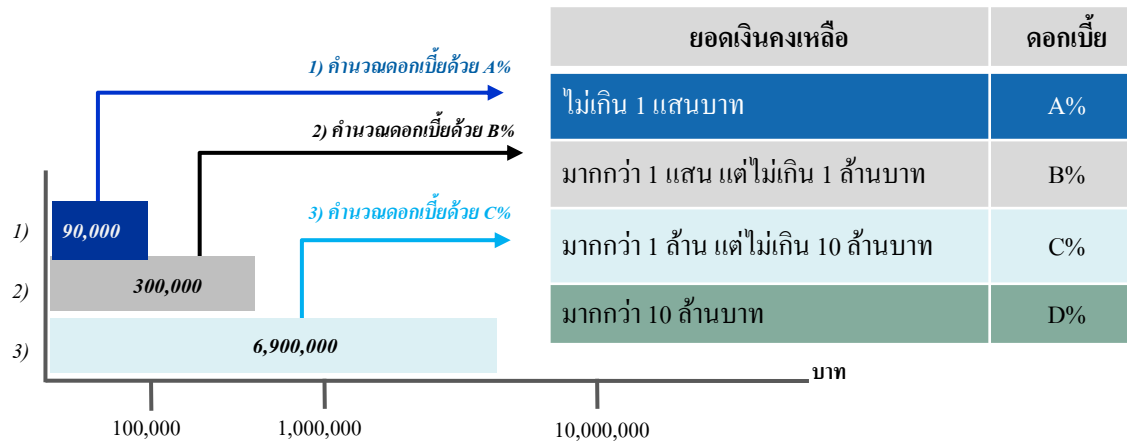 1) คำนวณดอกเบี้ยด้วย A%
2) คำนวณดอกเบี้ยด้วย B%
3) คำนวณดอกเบี้ยด้วย C%
1) 90,000
2) 300,000
3) 6,900,000
บาท
100,000 1,000,000 10,000,000
ยอดเงินคงเหลือ ดอกเบี้ย
ไม่เกิน 1 แสนบาท A%
มากกว่า 1 แสน แต่ไม่เกิน 1 ล้านบาท B%
มากกว่า 1 ล้าน แต่ไม่เกิน 10 ล้านบาท C%
มากกว่า 10 ล้านบาท D%